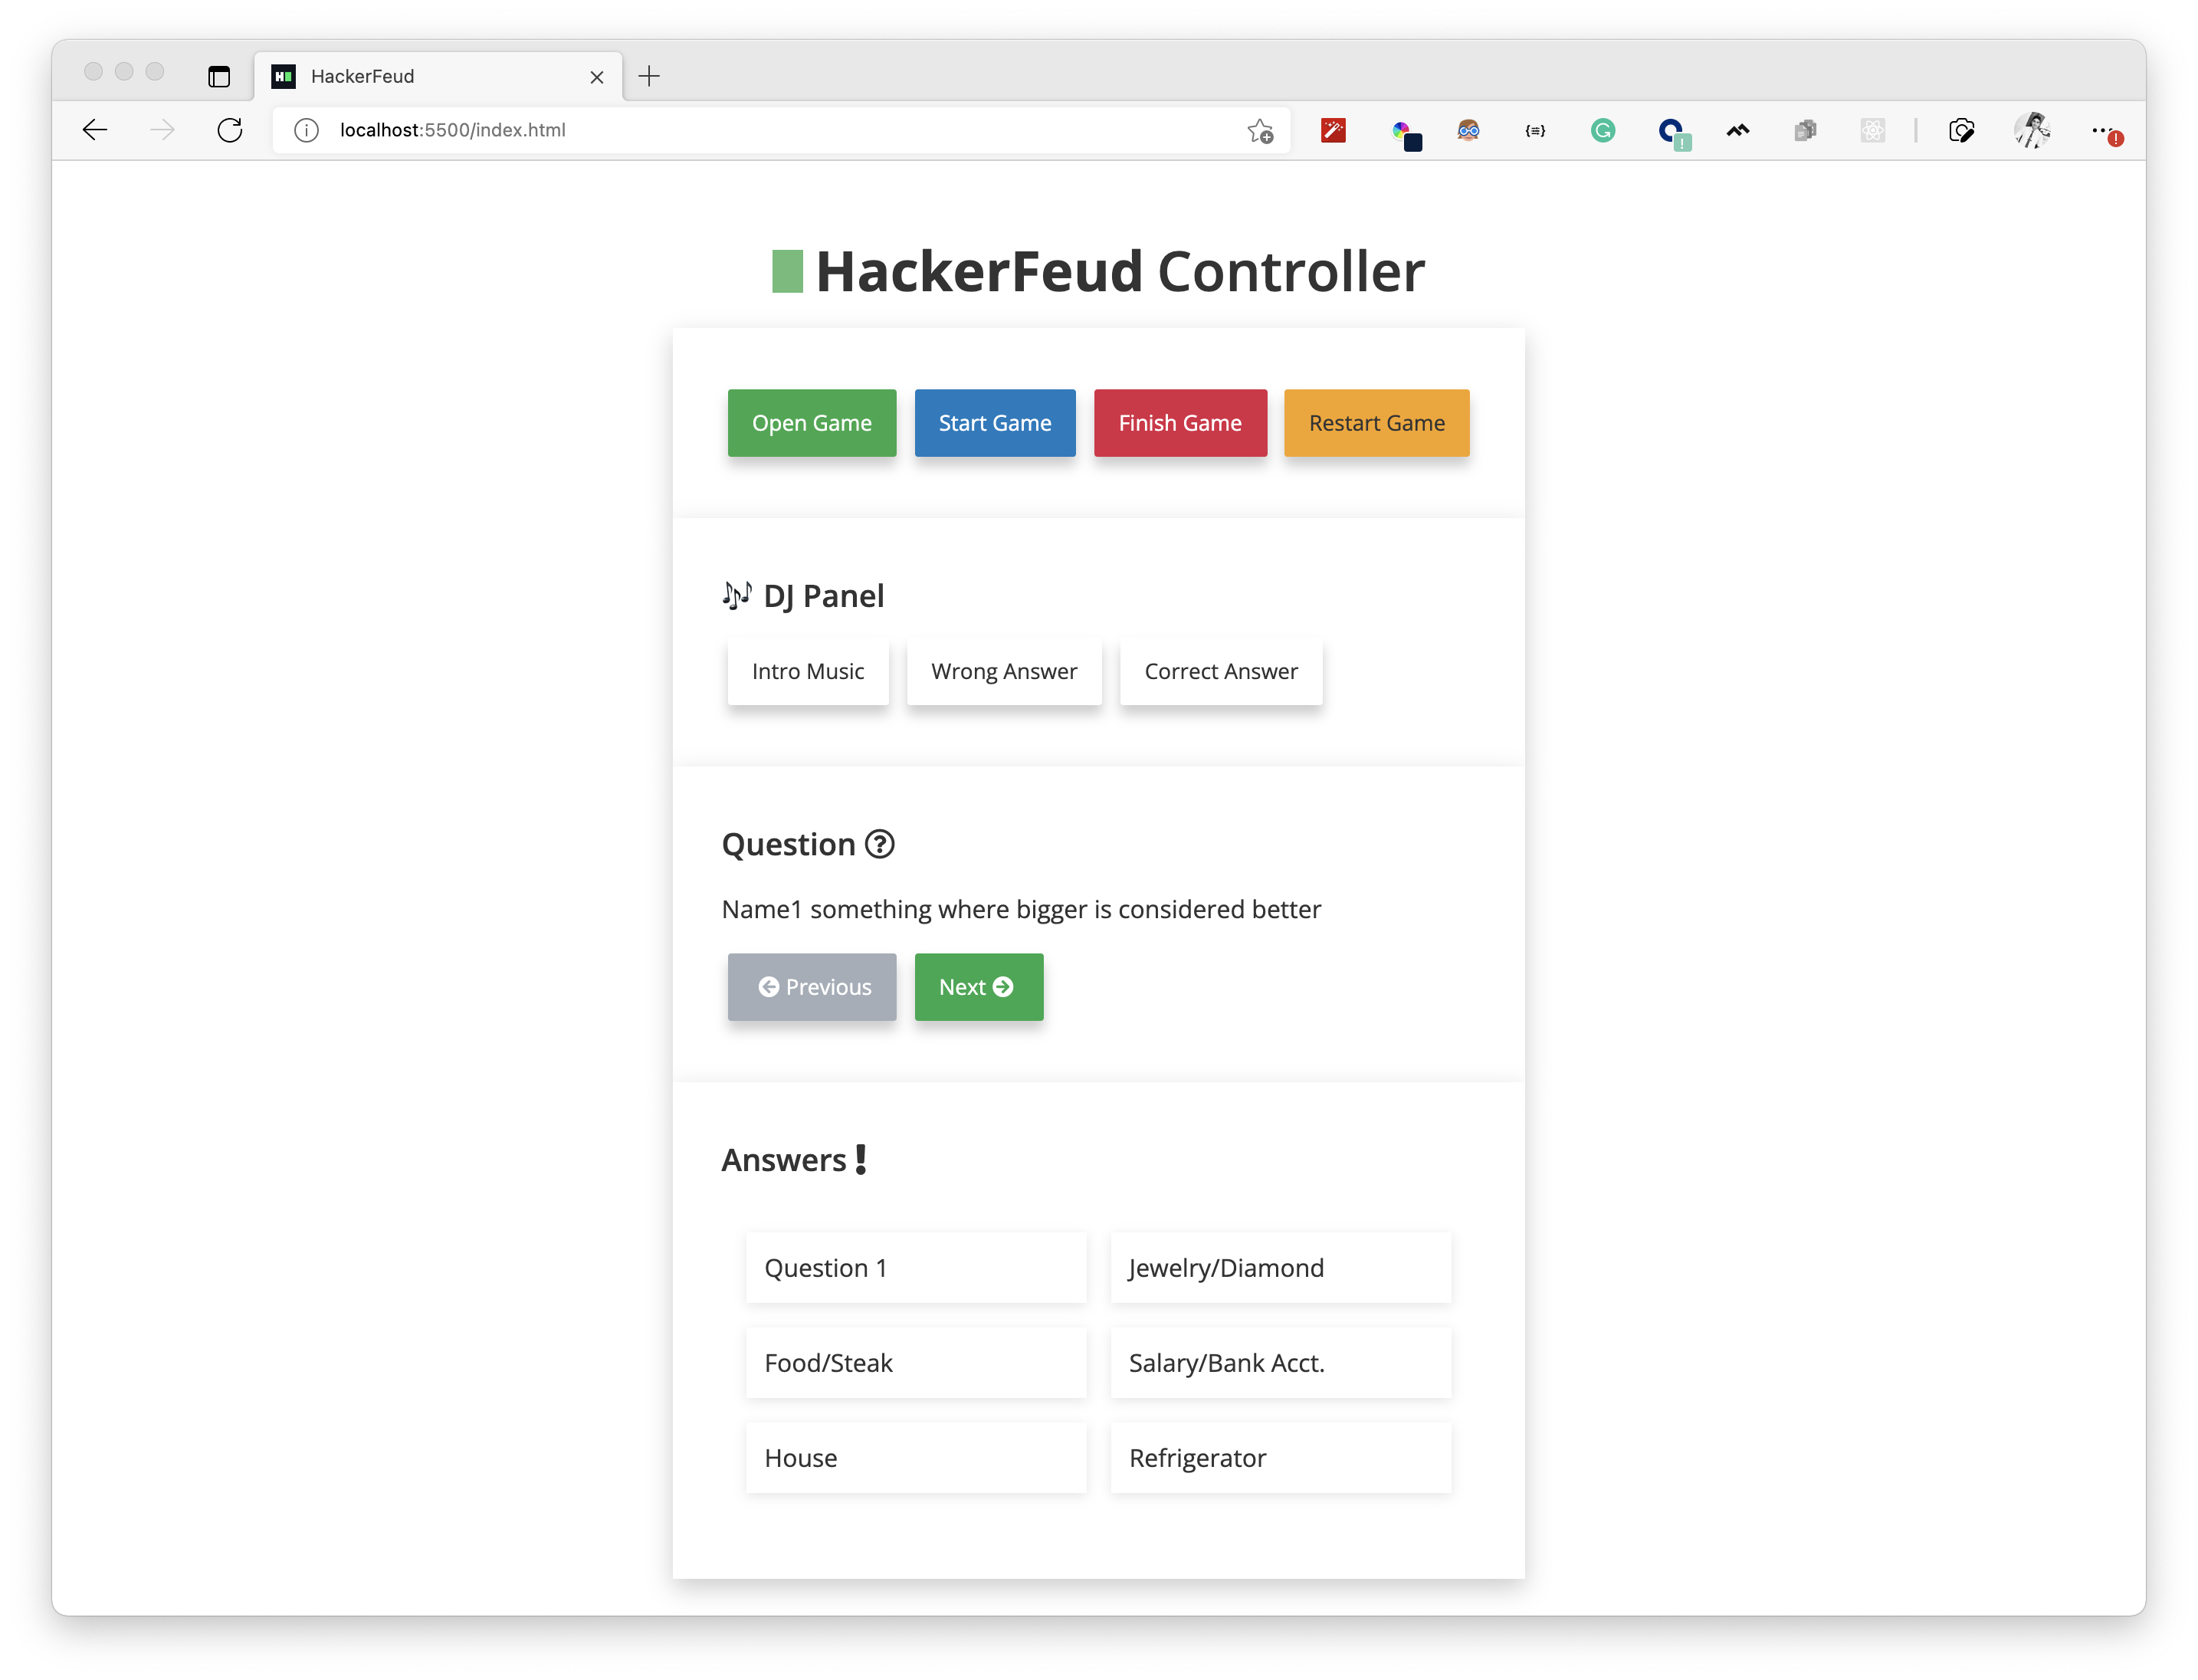 HackerFeud
localhost:5500/index.html
HackerFeud Controller
Open Game
Start Game
Finish Game
Restart Game
DJ Panel
Intro Music
Wrong Answer
Correct Answer
Question
Name1 something where bigger is considered better
Previous
Next
Answers
Question 1
Jewelry/Diamond
Food/Steak
Salary/Bank Acct.
House
Refrigerator